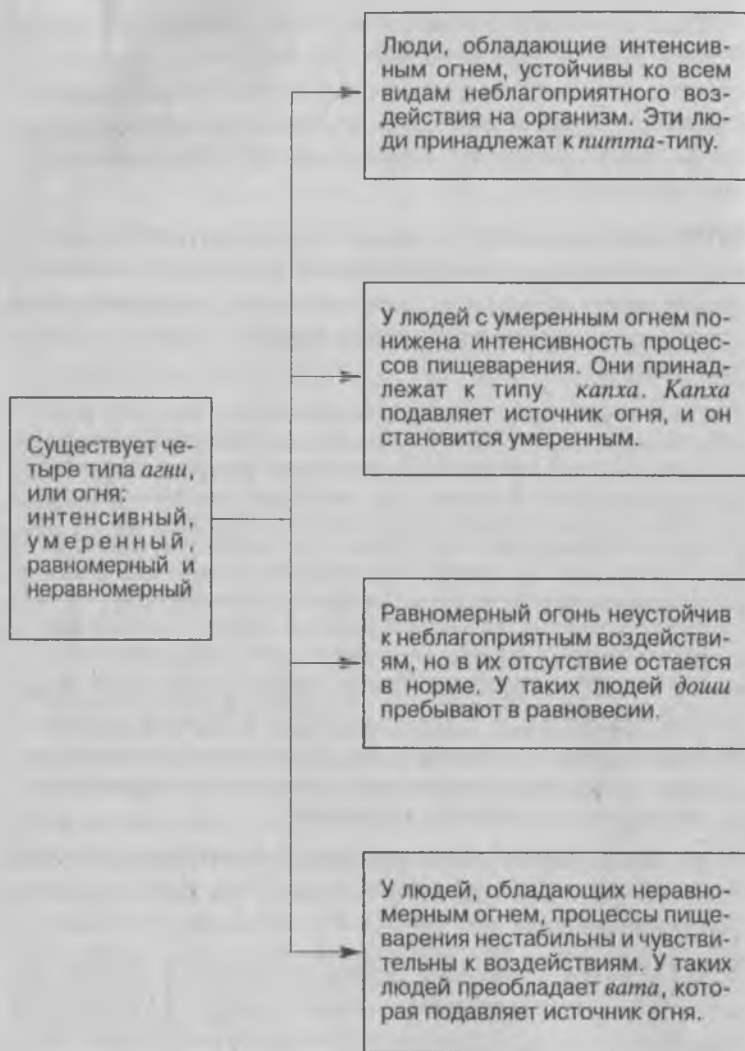 Люди, обладающие интенсив-
ным огнем, устойчивы ко всем
видам неблагоприятного воз-
действия на организм. Эти лю-
ди принадлежат к питта-типу.
У людей с умеренным огнем по-
нижена интенсивность процес-
сов пищеварения. Они принад-
лежат к типу капха. Капха
подавляет источник огня, и он
становится умеренным.
Существует че-
тыре типа агни,
или огня:
интенсивный,
умеренный,
равномерный и
неравномерный
Равномерный огонь неустойчив
к неблагоприятным воздействи-
ям, но в их отсутствие остается
в норме. У таких людей доши
пребывают в равновесии.
У людей, обладающих неравно-
мерным огнем, процессы пище-
варения нестабильны и чувстви-
тельны к воздействиям. У таких
людей преобладает вата, кото-
рая подавляет источник огня.